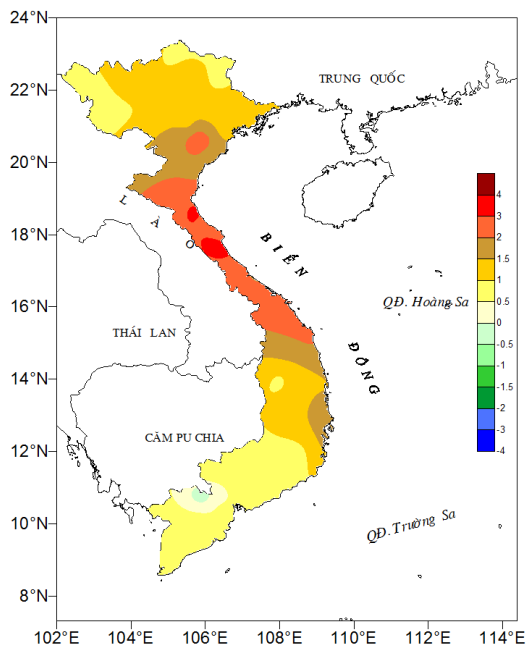 24°N
22°N
20°N
18°N
16°N
14°N
12°N
10°N
8°N
102°E 104°E 106°E 108°E 110°E 112°E 114°E
TRUNG QUỐC
L À O
BIỂN
ĐÔNG
QĐ. Hoàng Sa
THÁI LAN
CĂM PU CHIA
QĐ. Trường Sa
4
3
2
1.5
1
0.5
0
-0.5
-1
-1.5
-2
-3
-4